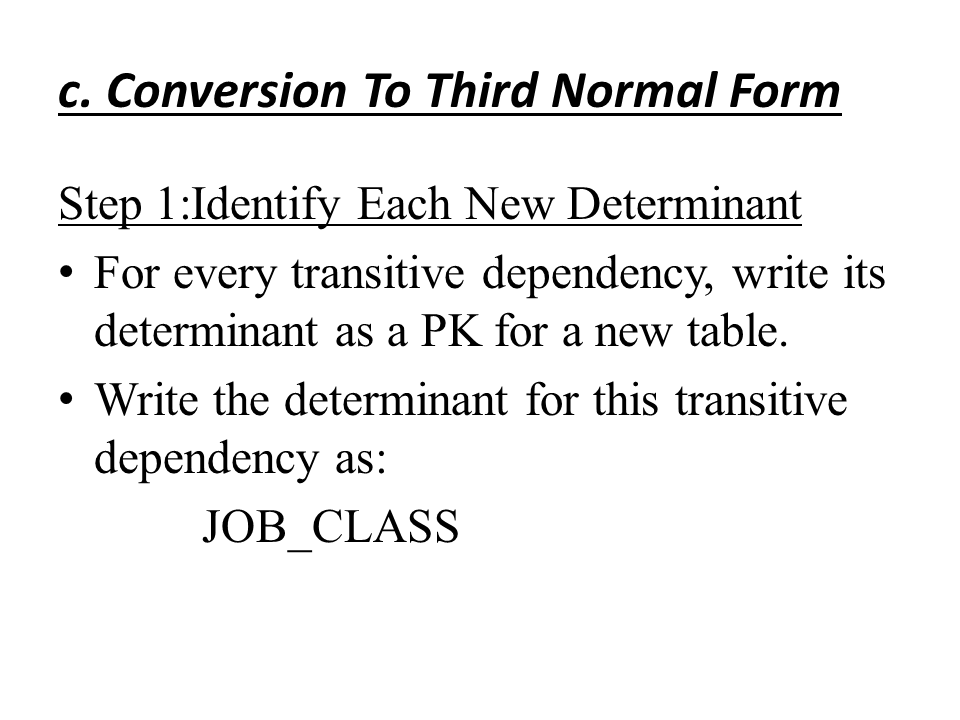 c. Conversion To Third Normal Form
Step 1:Identify Each New Determinant
• For every transitive dependency, write its
determinant as a PK for a new table.
• Write the determinant for this transitive
dependency as:
JOB_CLASS